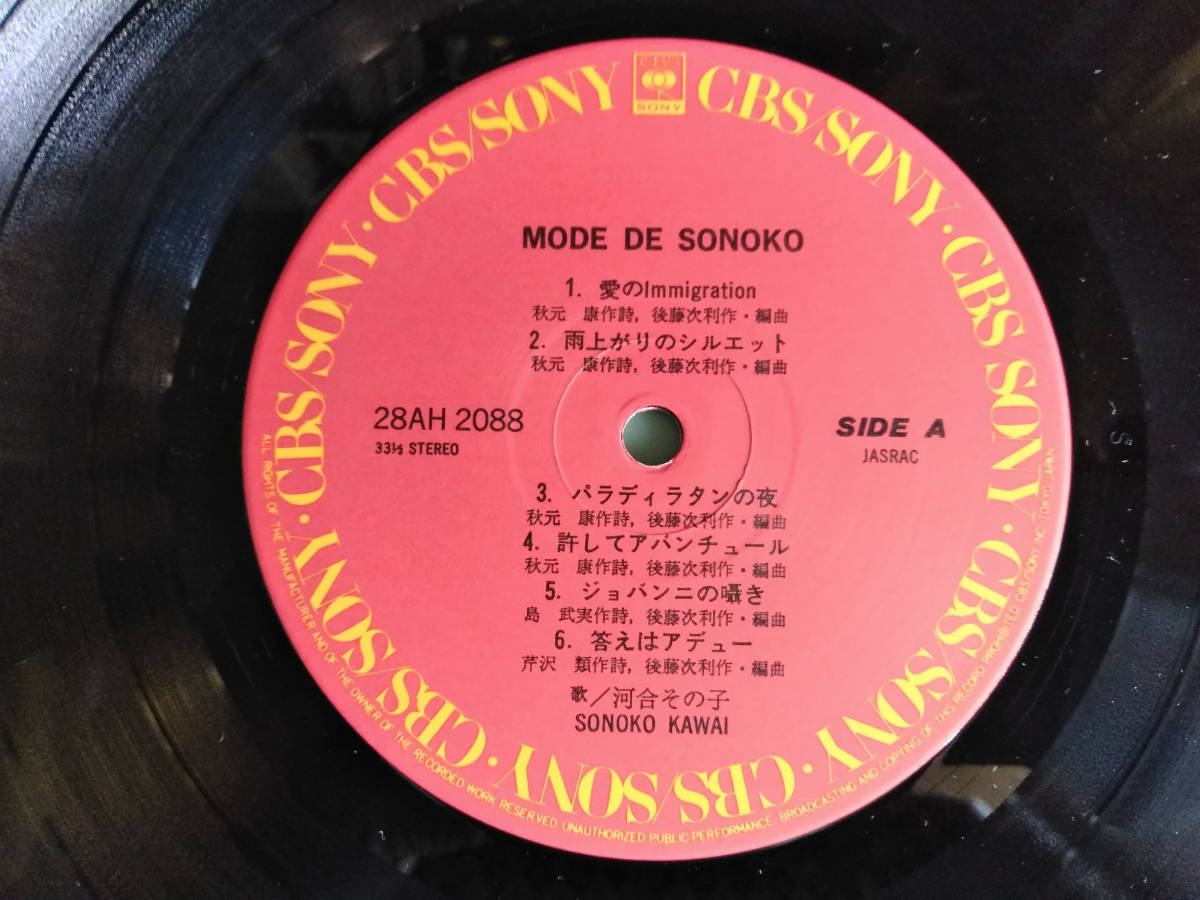 CBS/SONY · CBS/SONY · CBS/SONY · CBS/SONY · CBS/SONY · CBS/SONY · CBS/SONY · CBS/SONY
SONY
MODE DE SONOKO
1. 愛のImmigration
秋元 康作詩, 後藤次利作・編曲
2. 雨上がりのシルエット
秋元 康作詩, 後藤次利作・編曲
28AH 2088
33⅓ STEREO
SIDE A
JASRAC
3. パラディラタンの夜
秋元 康作詩, 後藤次利作・編曲
4. 許してアバンチュール
秋元 康作詩, 後藤次利作・編曲
5. ジョバンニの囁き
島 武実作詩, 後藤次利作・編曲
6. 答えはアデュー
芹沢 類作詩, 後藤次利作・編曲
歌／河合その子
SONOKO KAWAI
ALL RIGHTS OF THE MANUFACTURER AND OF THE OWNER OF THE RECORDED WORK RESERVED. UNAUTHORIZED PUBLIC PERFORMANCE, BROADCASTING AND COPYING OF THIS RECORD PROHIBITED CBS/SONY INC. TOKYO JAPAN